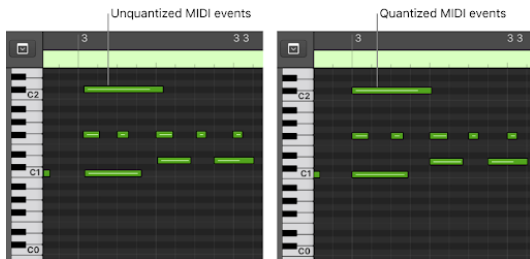 Unquantized MIDI events
Quantized MIDI events
3
3 3
3
3 3
C2
C1
C0
C2
C1
C0